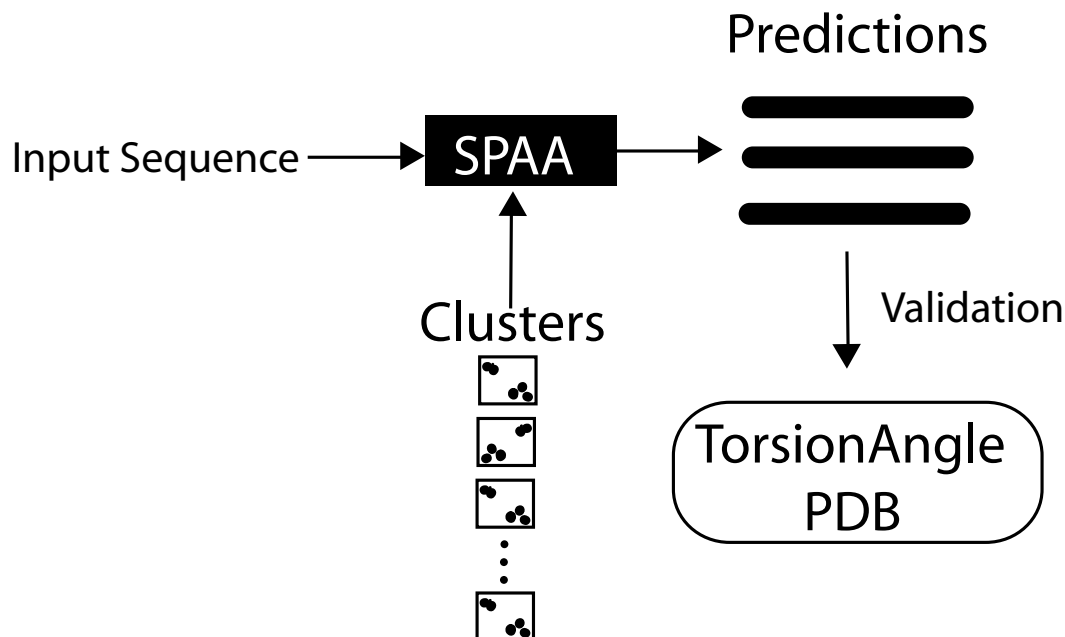 Predictions
Input Sequence
SPAA
Clusters
Validation
TorsionAngle
PDB